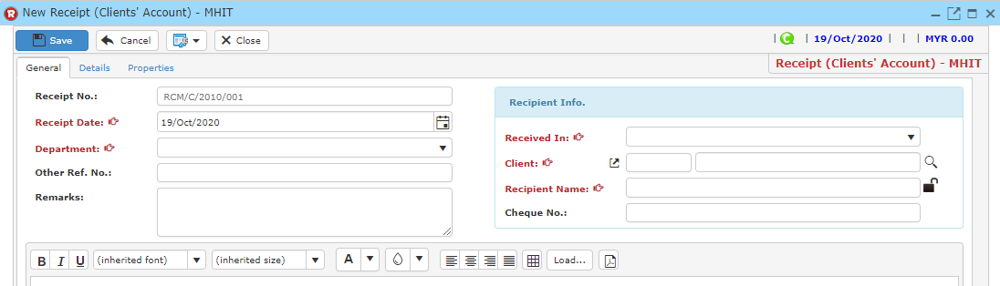 New Receipt (Clients' Account) - MHIT
Save Cancel Close | C | 19/Oct/2020 | | | MYR 0.00
General Details Properties Receipt (Clients' Account) - MHIT
Receipt No.: RCM/C/2010/001
Receipt Date: 19/Oct/2020
Department:
Other Ref. No.:
Remarks:
Recipient Info.
Received In:
Client:
Recipient Name:
Cheque No.:
B I U (inherited font) (inherited size) A Load...